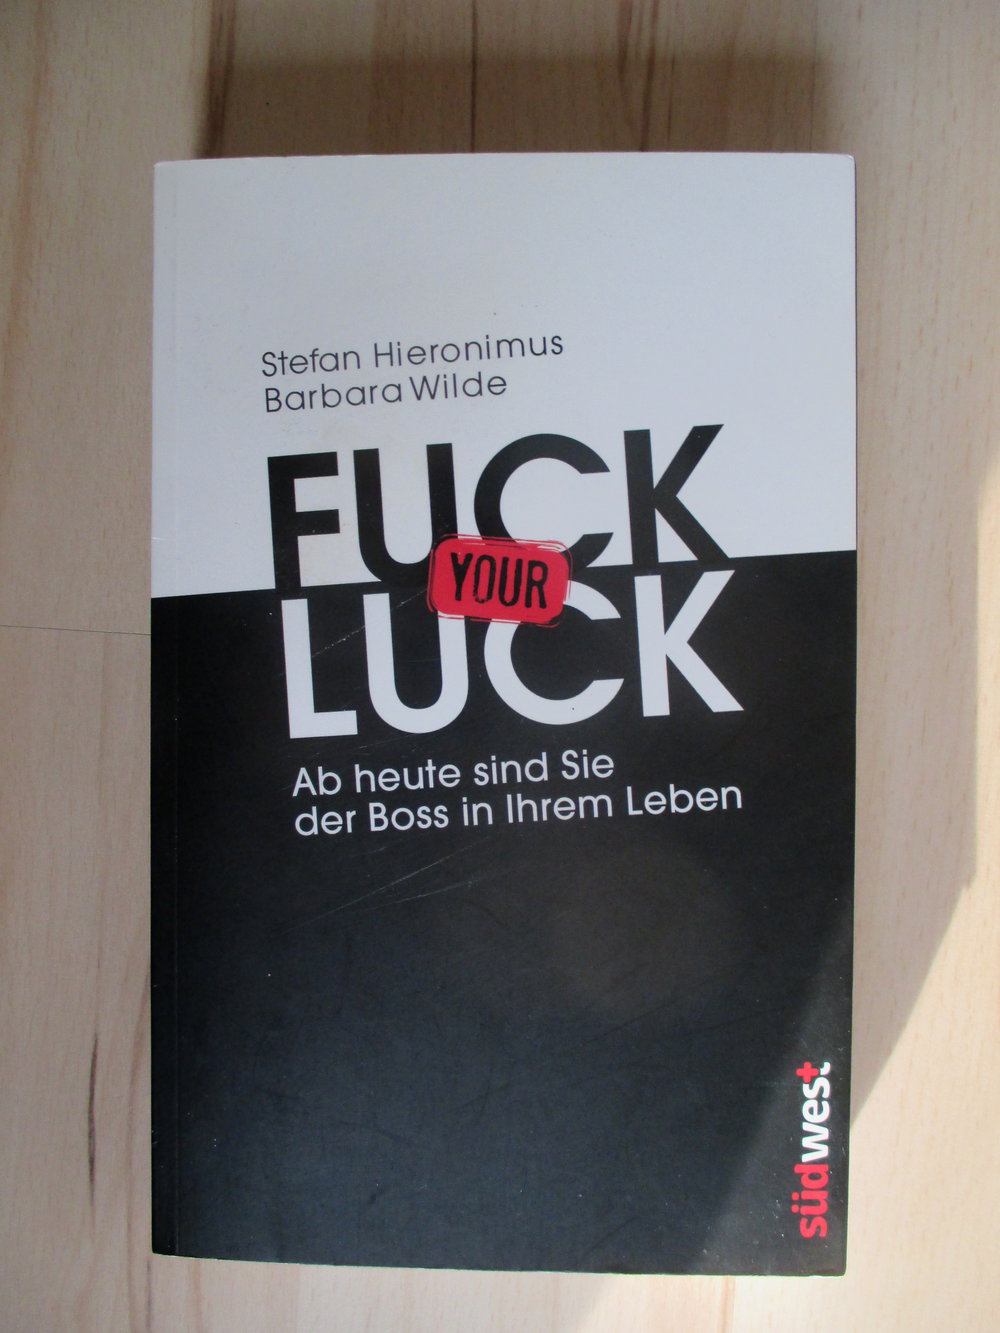 Stefan Hieronimus
Barbara Wilde
FUCK
YOUR
LUCK
Ab heute sind Sie
der Boss in Ihrem Leben
südwest